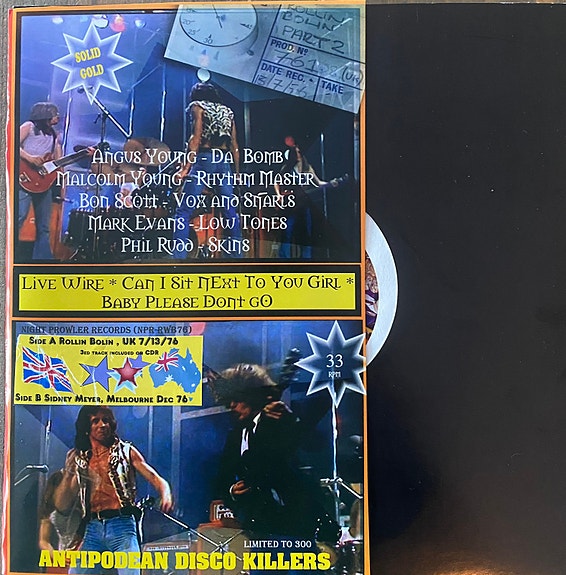 SOLID
GOLD
ROLLIN
BOLIN
PART 2
PROD. Nº
DATE REC. • TAKE
Angus Young - Da Bomb
Malcolm Young - Rhythm Master
Bon Scott - Vox and Snarls
Mark Evans - Low Tones
Phil Rudd - Skins
Live Wire * Can I Sit NExt To You Girl *
Baby Please Dont gO
NIGHT PROWLER RECORDS (NPR-RWB76)
Side A Rollin Bolin , UK 7/13/76
3RD TRACK INCLUDED ON CDR
Side B Sidney Meyer, Melbourne Dec 76
33
RPM
LIMITED TO 300
ANTIPODEAN DISCO KILLERS